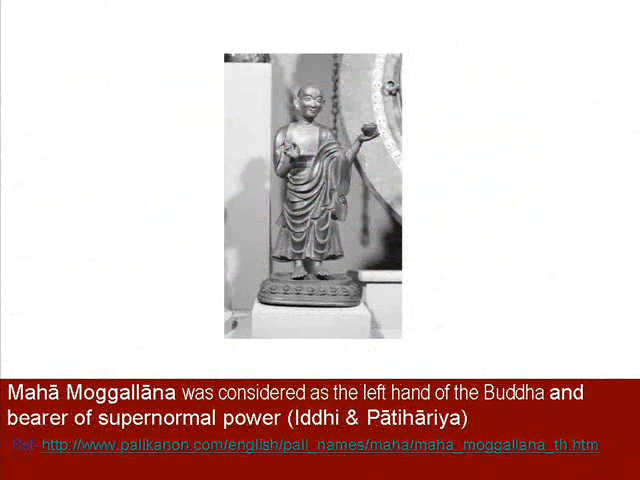 Mahā Moggallāna was considered as the left hand of the Buddha and
bearer of supernormal power (Iddhi & Pātihāriya)
Ref-http://www.palikanon.com/english/pali_names/maha/maha_moggallana_th.htm